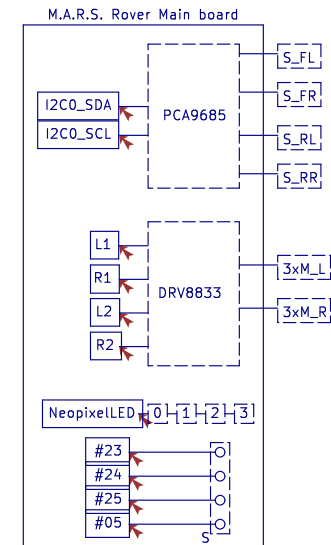 M.A.R.S. Rover Main board
S_FL
S_FR
I2C0_SDA
PCA9685
I2C0_SCL
S_RL
S_RR
L1
3xM_L
R1
DRV8833
L2
3xM_R
R2
NeopixelLED 0 1 2 3
#23
#24
#25
#05
S